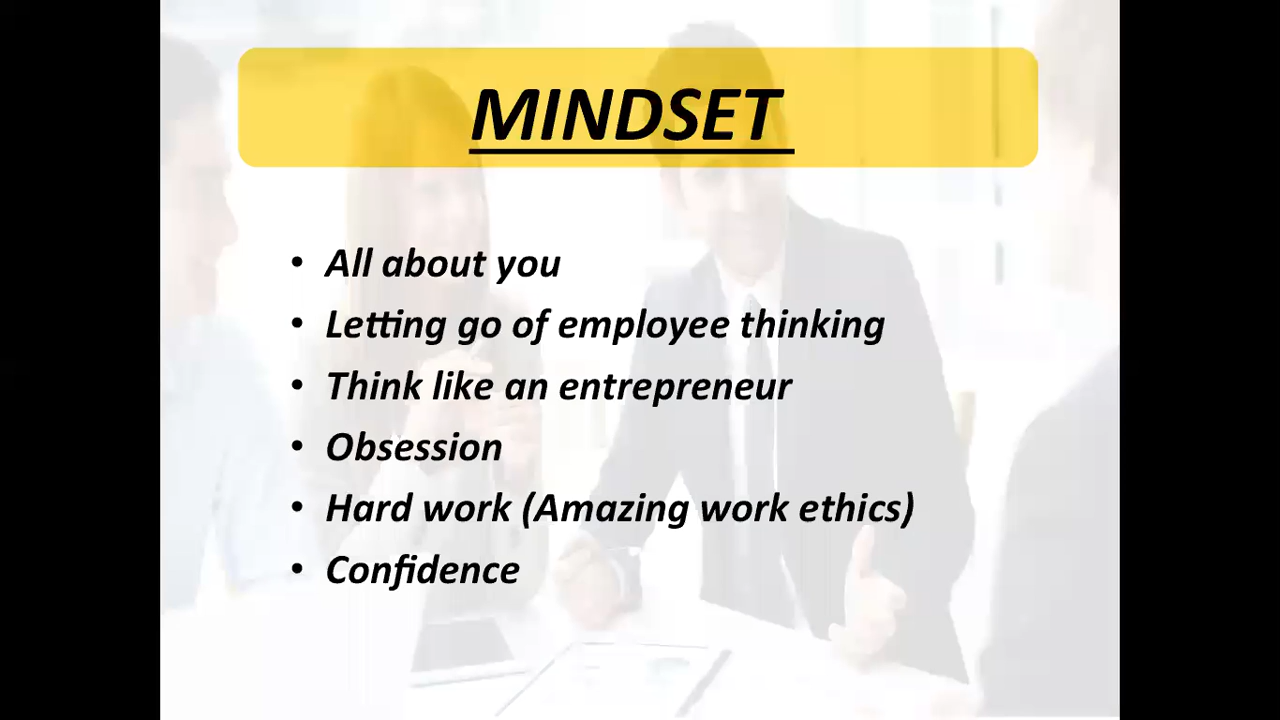 MINDSET
• All about you
• Letting go of employee thinking
• Think like an entrepreneur
• Obsession
• Hard work (Amazing work ethics)
• Confidence